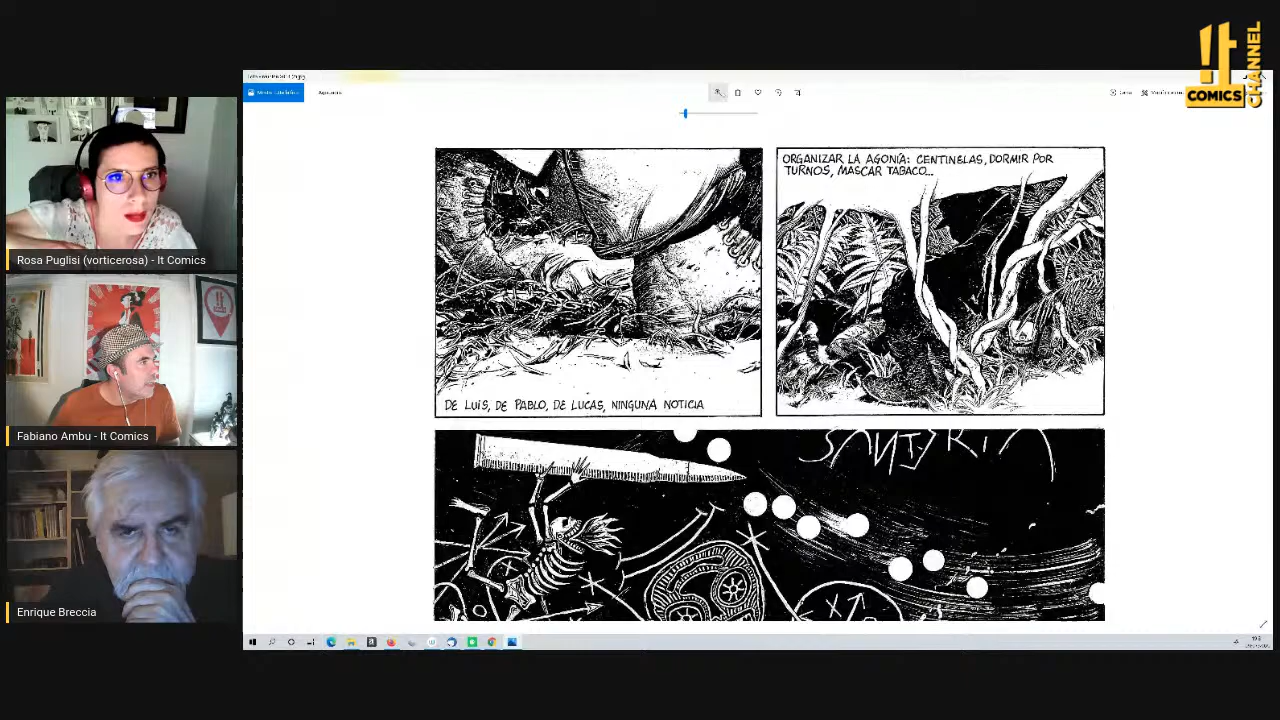 !t
COMICS
CHANNEL
Rosa Puglisi (vorticerosa) - It Comics
Fabiano Ambu - It Comics
Enrique Breccia
ORGANIZAR LA AGONÍA: CENTINELAS, DORMIR POR
TURNOS, MASCAR TABACO...
DE LUIS, DE PABLO, DE LUCAS, NINGUNA NOTICIA